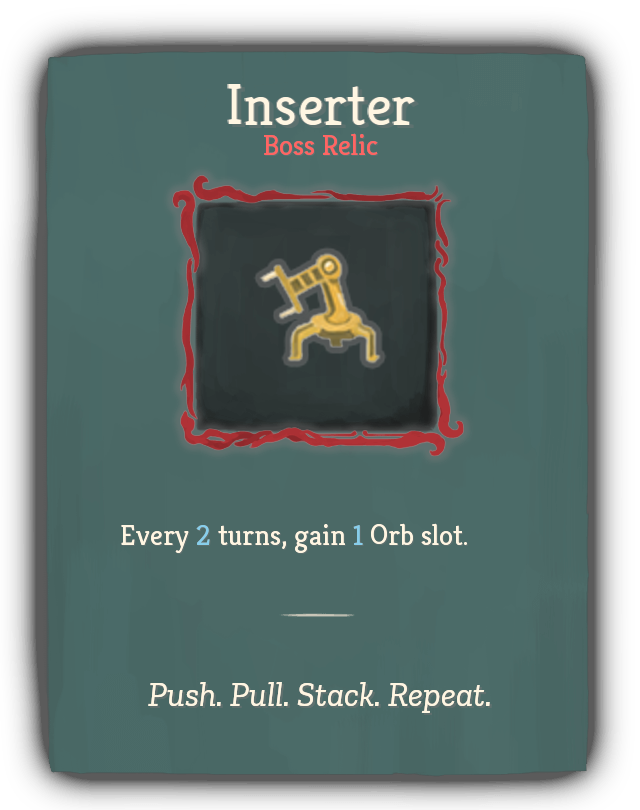 Inserter
Boss Relic
Every 2 turns, gain 1 Orb slot.
Push. Pull. Stack. Repeat.